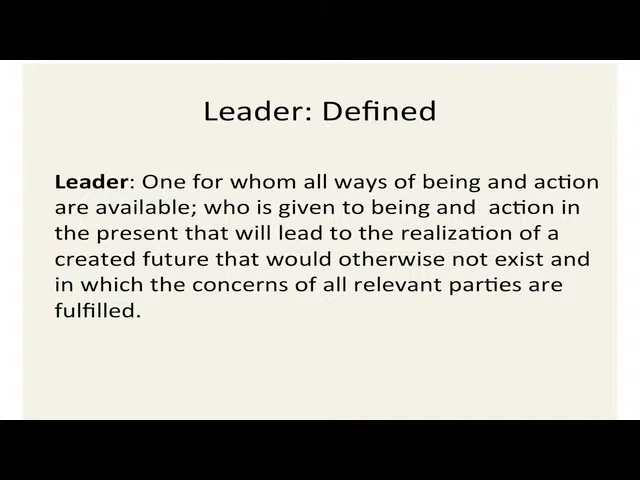 Leader: Defined
Leader: One for whom all ways of being and action
are available; who is given to being and action in
the present that will lead to the realization of a
created future that would otherwise not exist and
in which the concerns of all relevant parties are
fulfilled.